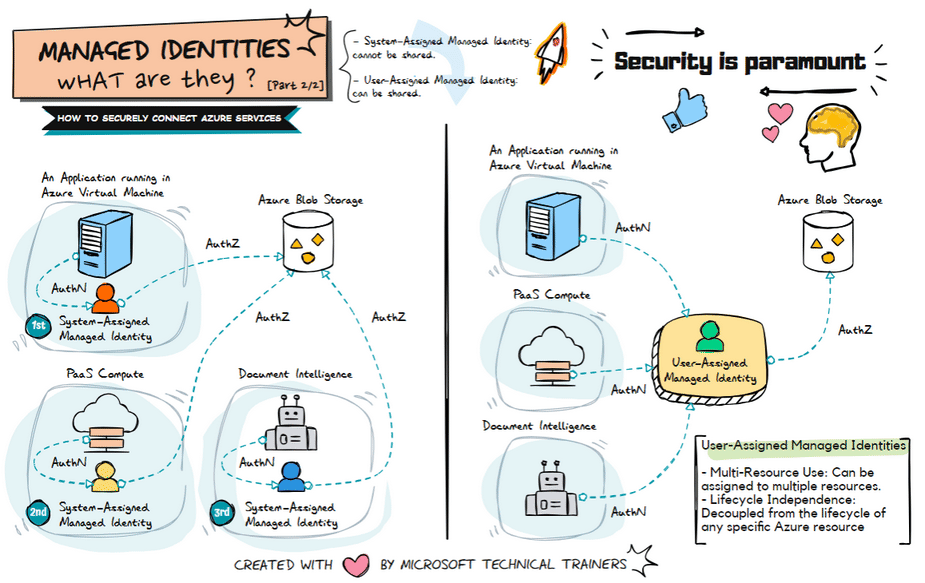 MANAGED IDENTITIES
WHAT are they ?
[Part 2/2]
HOW TO SECURELY CONNECT AZURE SERVICES
- System-Assigned Managed Identity:
cannot be shared.
- User-Assigned Managed Identity:
can be shared.
Security is paramount
An Application running in
Azure Virtual Machine
Azure Blob Storage
AuthZ
AuthN
1st
System-Assigned
Managed Identity
AuthZ
AuthZ
PaaS Compute
AuthN
2nd
System-Assigned
Managed Identity
Document Intelligence
AuthN
3rd
System-Assigned
Managed Identity
An Application running in
Azure Virtual Machine
AuthN
Azure Blob Storage
PaaS Compute
AuthN
User-Assigned
Managed Identity
AuthZ
Document Intelligence
AuthN
User-Assigned Managed Identities
- Multi-Resource Use: Can be
assigned to multiple resources.
- Lifecycle Independence:
Decoupled from the lifecycle of
any specific Azure resource
CREATED WITH BY MICROSOFT TECHNICAL TRAINERS